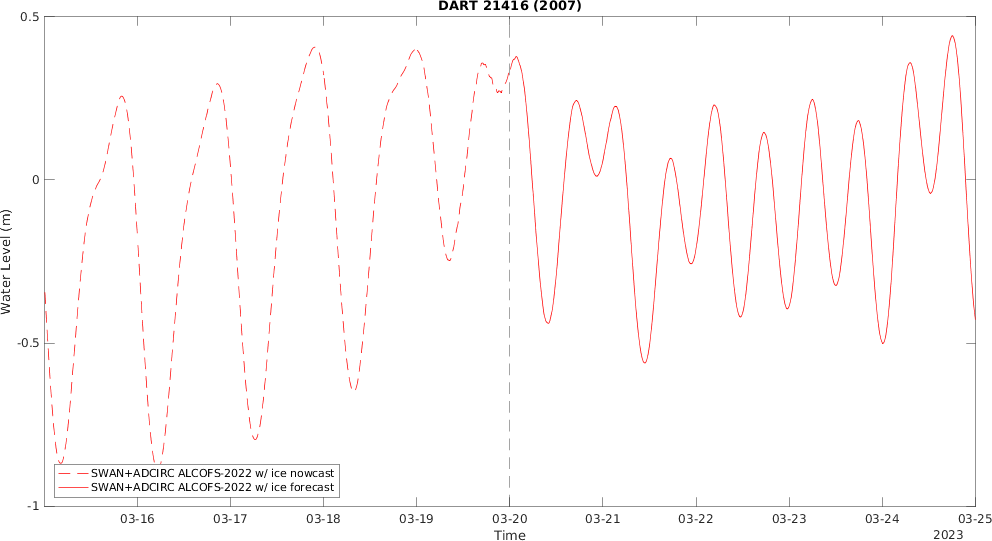 DART 21416 (2007)
0.5
0
-0.5
-1
Water Level (m)
SWAN+ADCIRC ALCOFS-2022 w/ ice nowcast
SWAN+ADCIRC ALCOFS-2022 w/ ice forecast
03-16 03-17 03-18 03-19 03-20 03-21 03-22 03-23 03-24 03-25
Time
2023